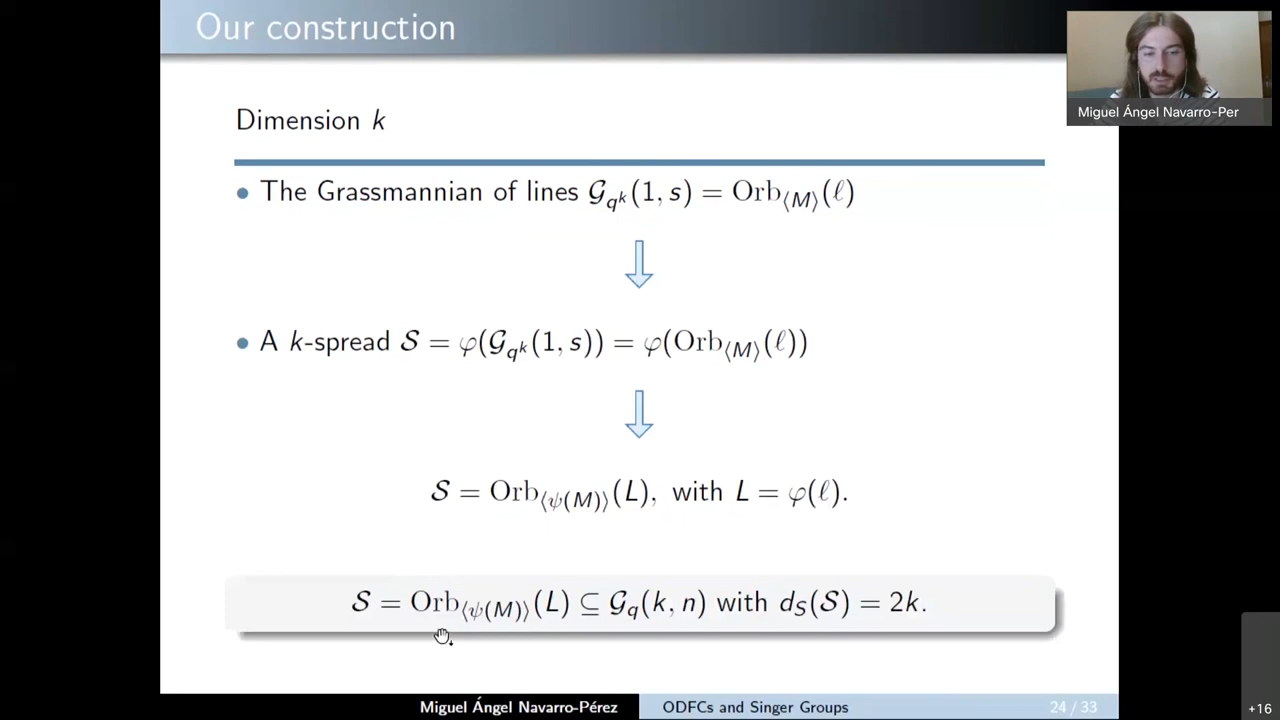 Our construction
Miguel Ángel Navarro-Per
Dimension k
• The Grassmannian of lines 𝒢_{q^k}(1, s) = Orb_{⟨M⟩}(ℓ)
• A k-spread 𝒮 = φ(𝒢_{q^k}(1, s)) = φ(Orb_{⟨M⟩}(ℓ))
𝒮 = Orb_{⟨ψ(M)⟩}(L), with L = φ(ℓ).
𝒮 = Orb_{⟨ψ(M)⟩}(L) ⊆ 𝒢_q(k, n) with d_S(𝒮) = 2k.
Miguel Ángel Navarro-Pérez
ODFCs and Singer Groups
24 / 33
+16